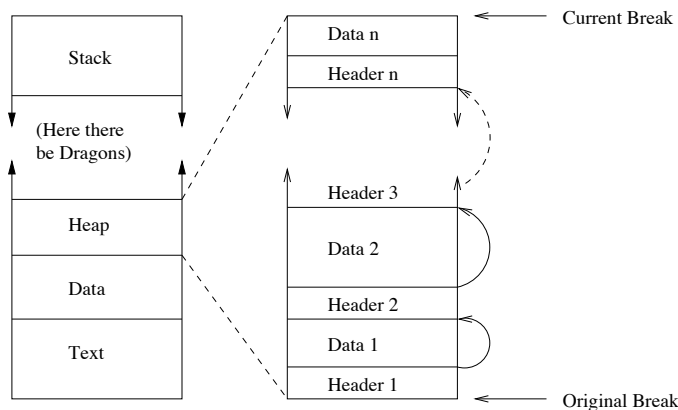 Stack
(Here there
be Dragons)
Heap
Data
Text
Data n
Header n
Header 3
Data 2
Header 2
Data 1
Header 1
Current Break
Original Break